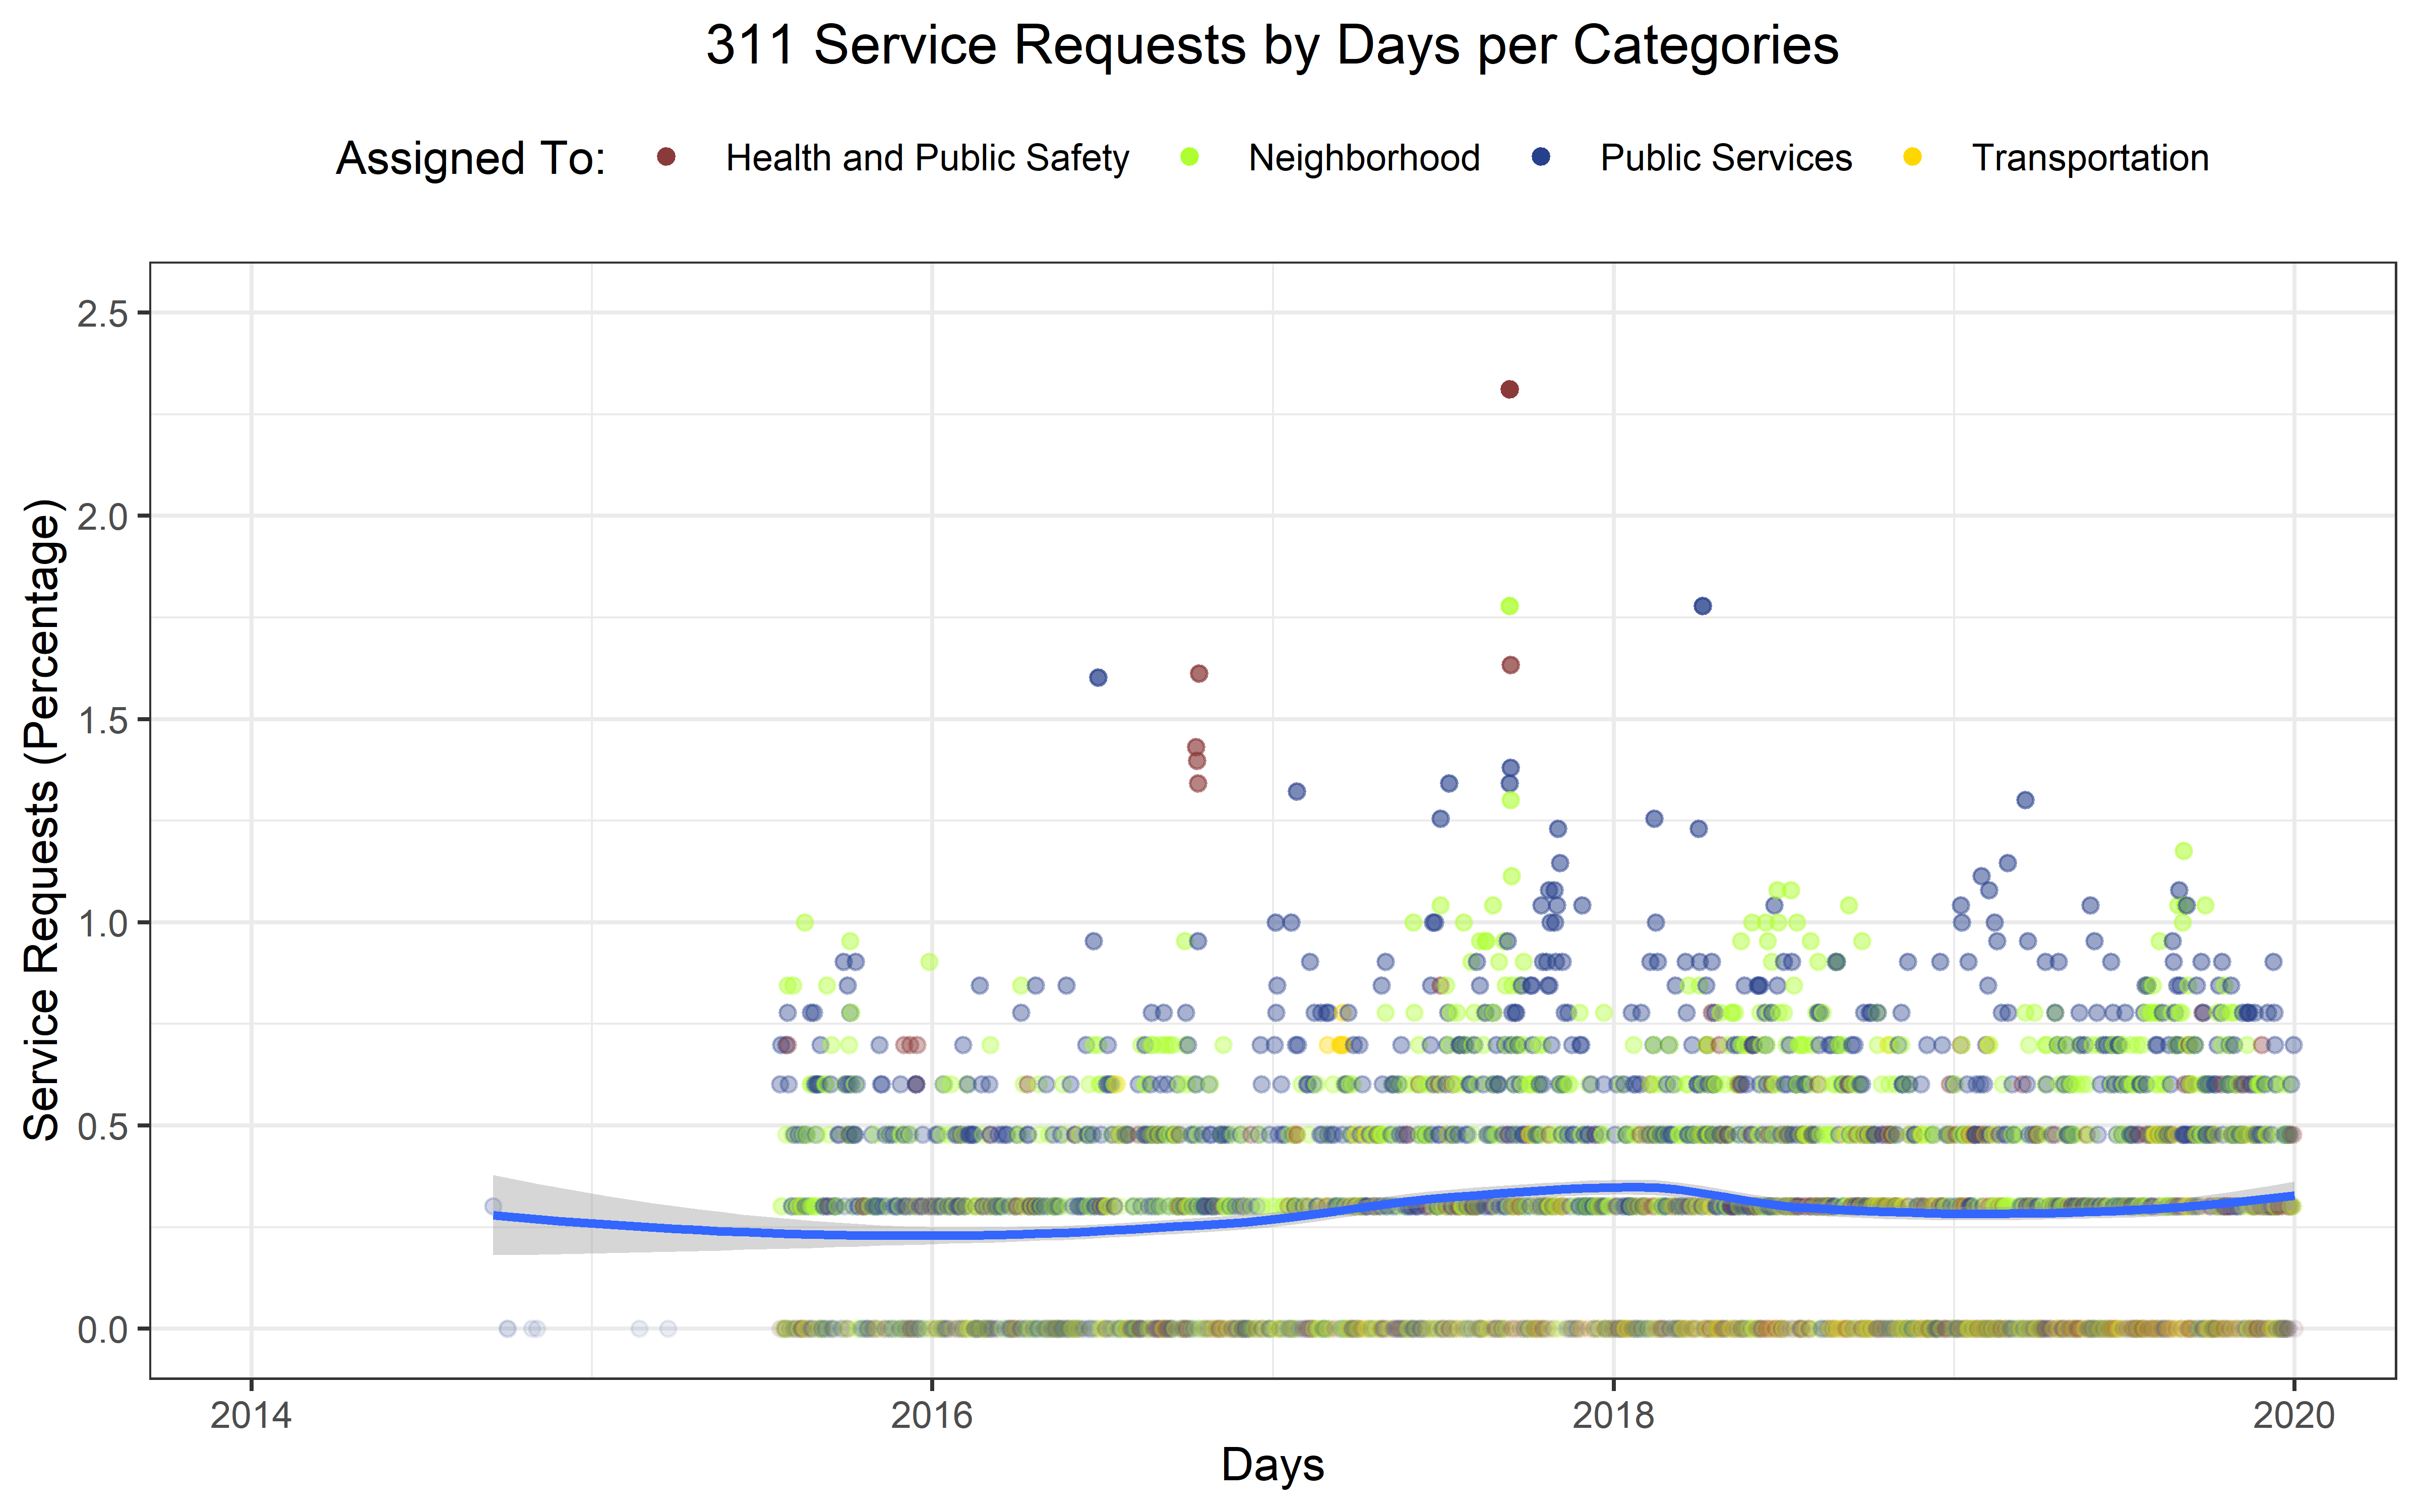 311 Service Requests by Days per Categories
Assigned To: Health and Public Safety Neighborhood Public Services Transportation
Service Requests (Percentage)
2.5
2.0
1.5
1.0
0.5
0.0
2014 2016 2018 2020
Days